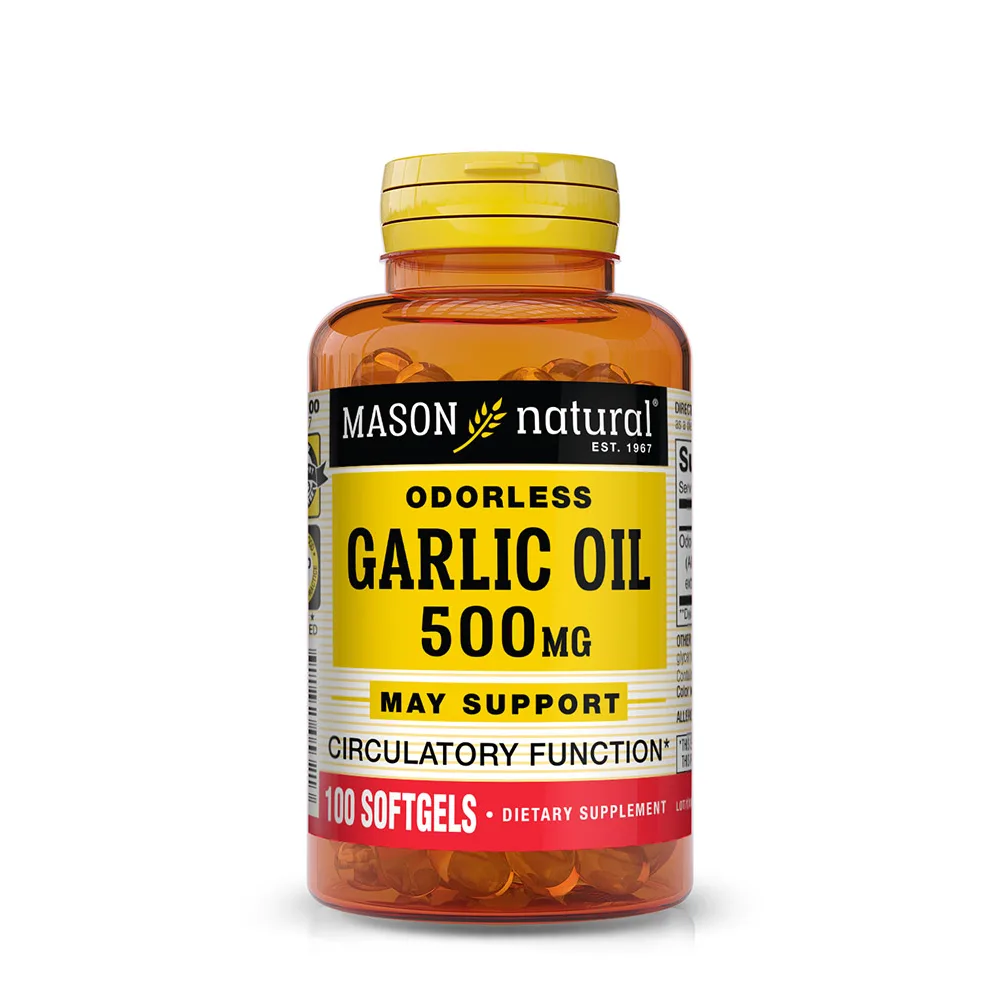 MASON natural®
EST. 1967
ODORLESS
GARLIC OIL
500MG
MAY SUPPORT
CIRCULATORY FUNCTION*
100 SOFTGELS • DIETARY SUPPLEMENT